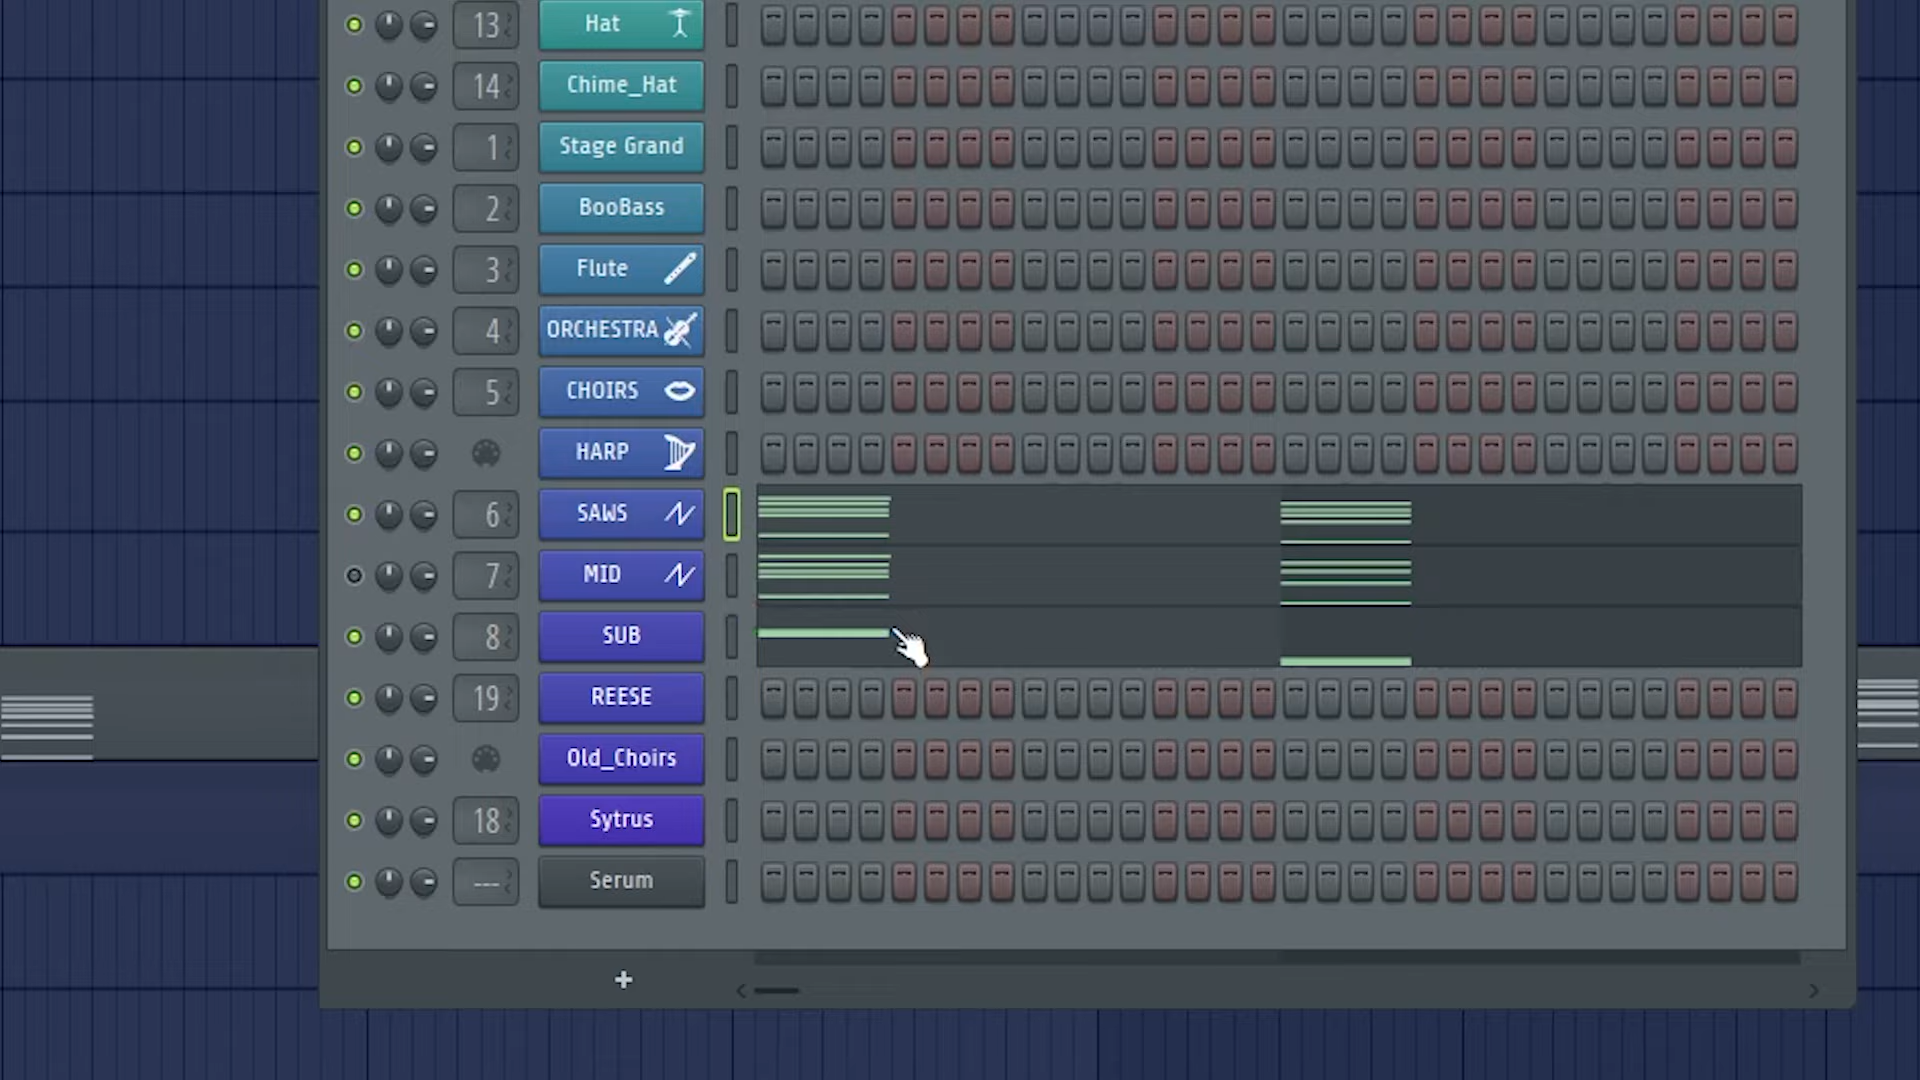 13 Hat
14 Chime_Hat
1 Stage Grand
2 BooBass
3 Flute
4 ORCHESTRA
5 CHOIRS
HARP
6 SAWS
7 MID
8 SUB
19 REESE
Old_Choirs
18 Sytrus
--- Serum
+